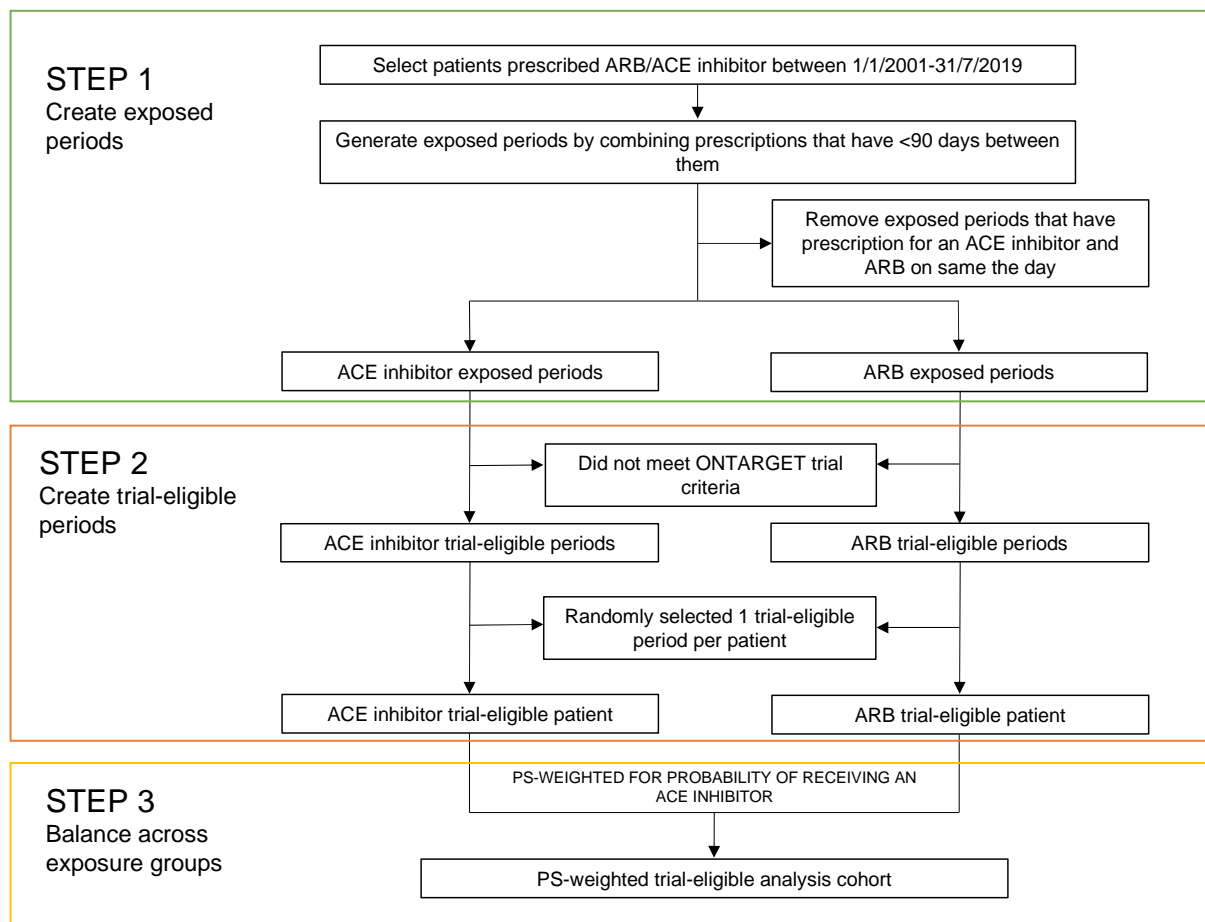 STEP 1
Create exposed
periods
Select patients prescribed ARB/ACE inhibitor between 1/1/2001-31/7/2019
Generate exposed periods by combining prescriptions that have <90 days between
them
Remove exposed periods that have
prescription for an ACE inhibitor and
ARB on same the day
ACE inhibitor exposed periods
ARB exposed periods
STEP 2
Create trial-eligible
periods
Did not meet ONTARGET trial
criteria
ACE inhibitor trial-eligible periods
ARB trial-eligible periods
Randomly selected 1 trial-eligible
period per patient
ACE inhibitor trial-eligible patient
ARB trial-eligible patient
STEP 3
Balance across
exposure groups
PS-WEIGHTED FOR PROBABILITY OF RECEIVING AN
ACE INHIBITOR
PS-weighted trial-eligible analysis cohort